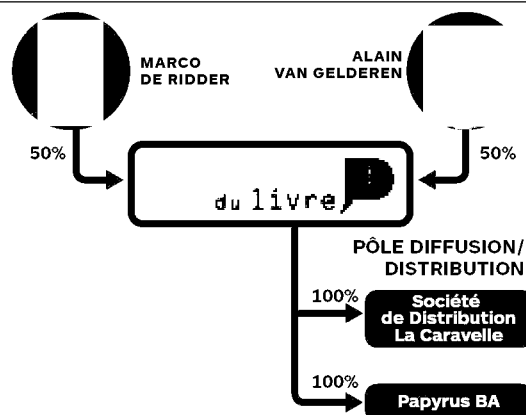 MARCO
DE RIDDER
ALAIN
VAN GELDEREN
50%
50%
du livre
PÔLE DIFFUSION/
DISTRIBUTION
100%
Société
de Distribution
La Caravelle
100%
Papyrus BA